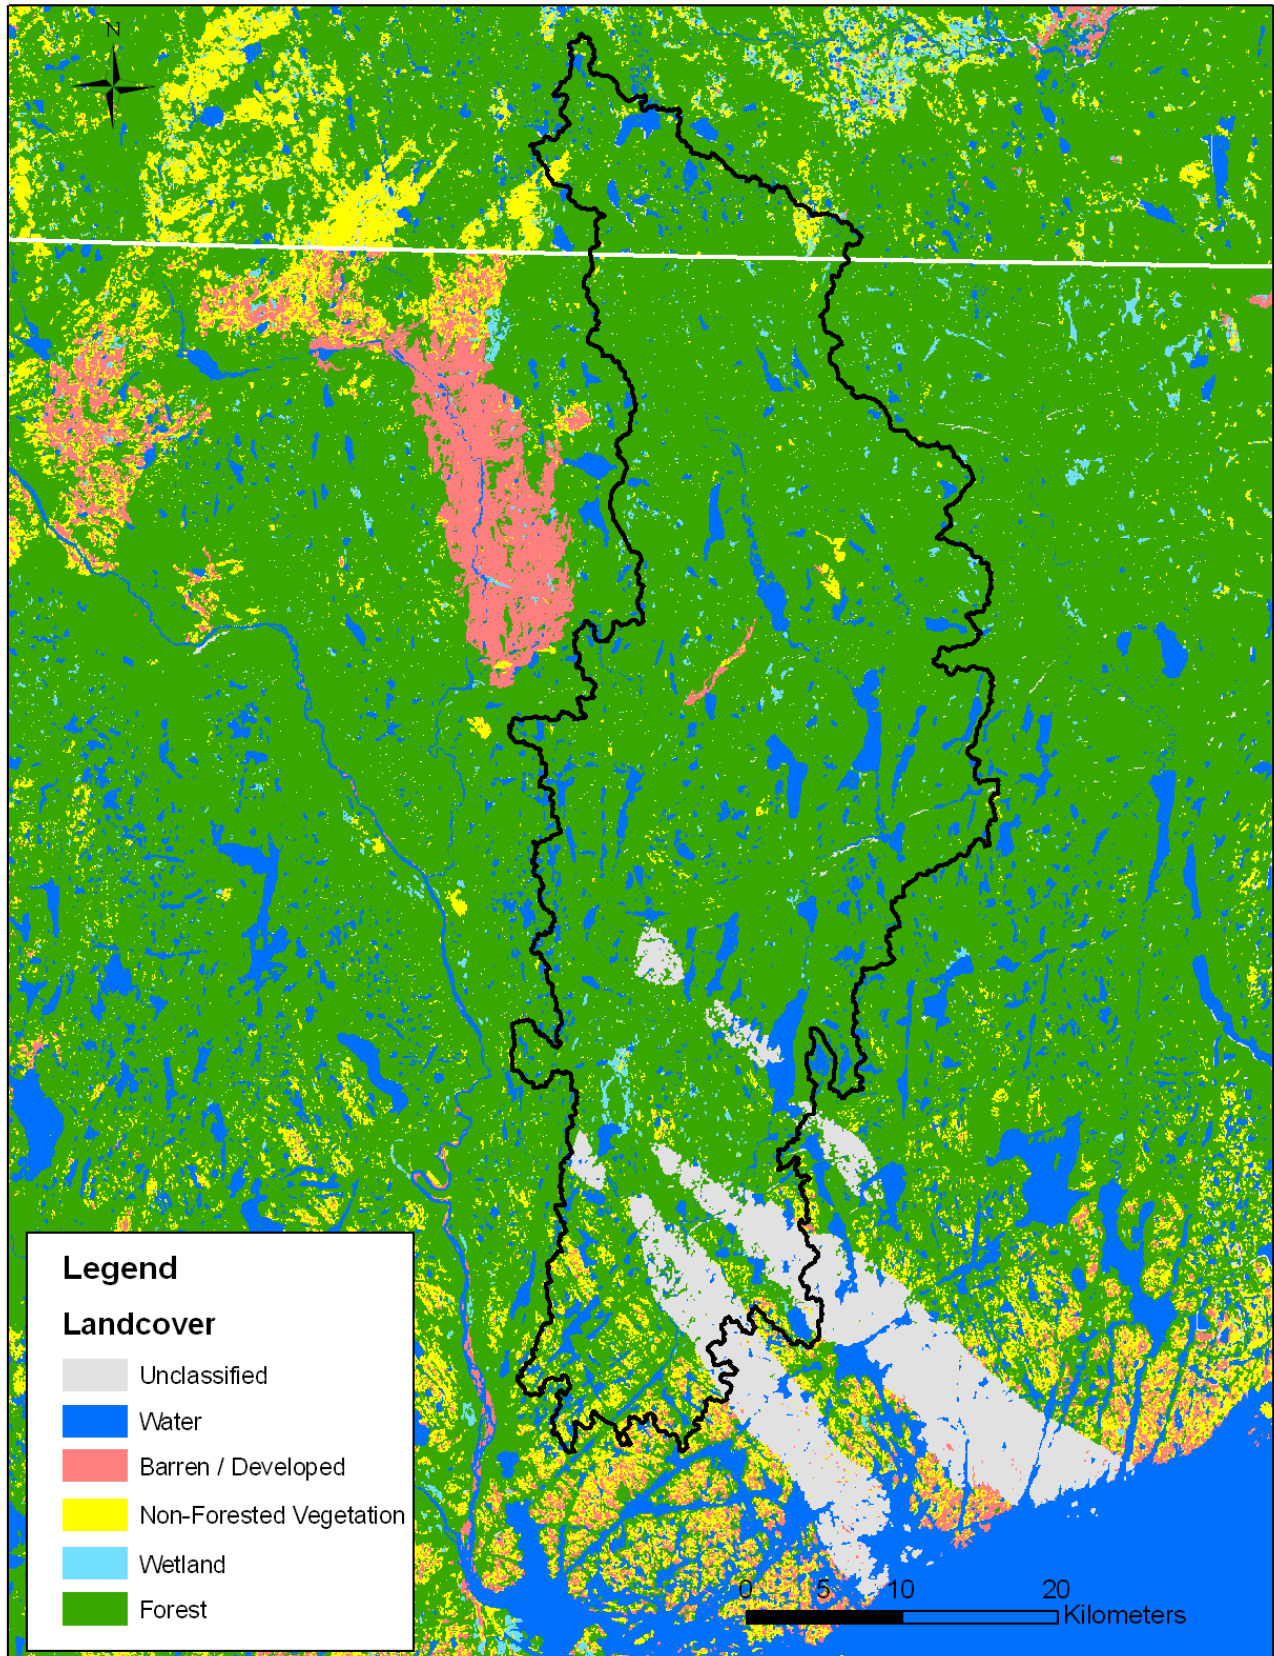 N
Legend
Landcover
Unclassified
Water
Barren / Developed
Non-Forested Vegetation
Wetland
Forest
0 5 10 20
Kilometers